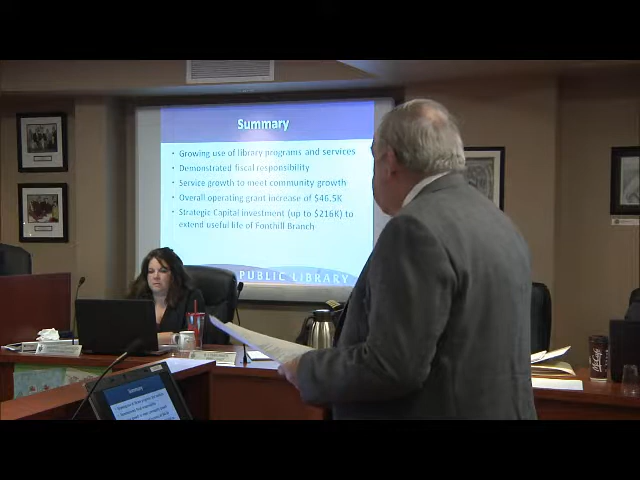 Summary
• Growing use of library programs and services
• Demonstrated fiscal responsibility
• Service growth to meet community growth
• Overall operating grant increase of $46.5K
• Strategic Capital investment (up to $216K) to
extend useful life of Fonthill Branch
PUBLIC LIBRARY
Summary